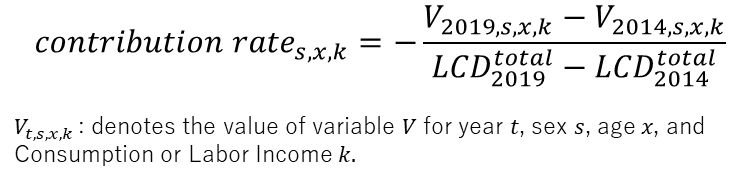 contribution rate_{s,x,k} = −\frac{V_{2019,s,x,k} − V_{2014,s,x,k}}{LCD_{2019}^{total} − LCD_{2014}^{total}}
V_{t,s,x,k} : denotes the value of variable V for year t, sex s, age x, and
Consumption or Labor Income k.